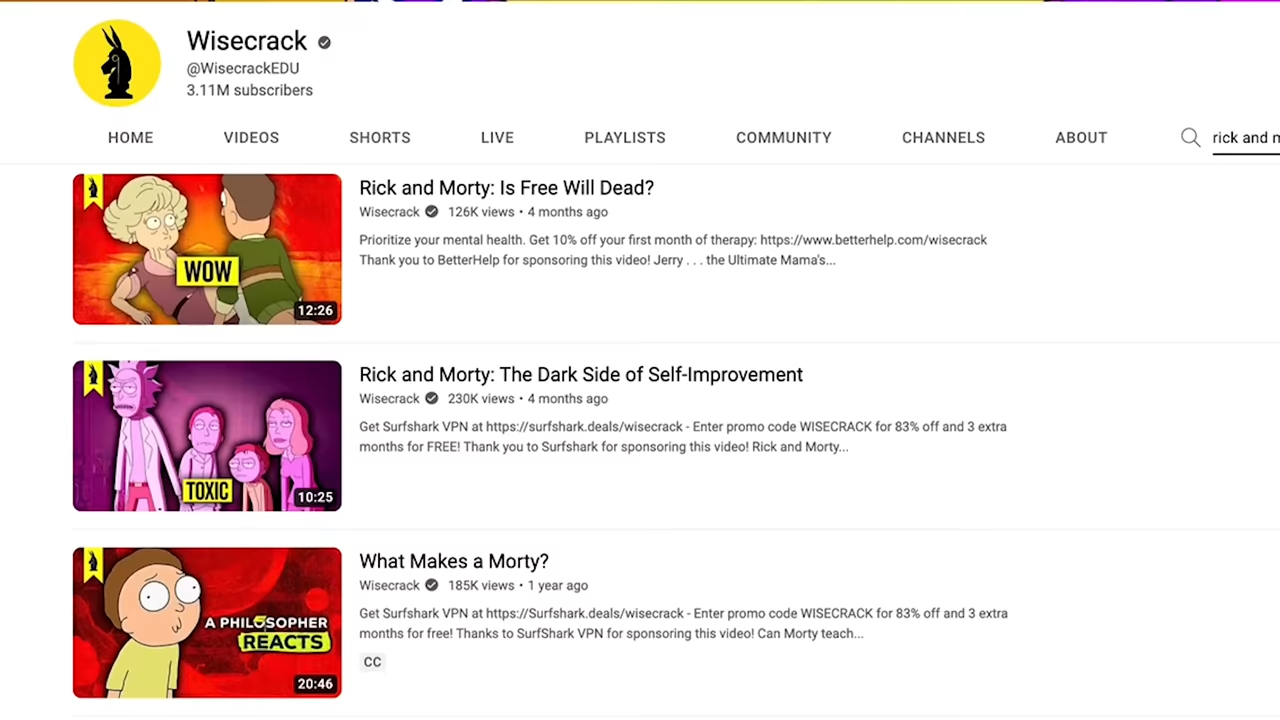 Wisecrack
@WisecrackEDU
3.11M subscribers
HOME VIDEOS SHORTS LIVE PLAYLISTS COMMUNITY CHANNELS ABOUT rick and m
WOW
12:26
Rick and Morty: Is Free Will Dead?
Wisecrack 126K views • 4 months ago
Prioritize your mental health. Get 10% off your first month of therapy: https://www.betterhelp.com/wisecrack
Thank you to BetterHelp for sponsoring this video! Jerry . . . the Ultimate Mama's...
TOXIC
10:25
Rick and Morty: The Dark Side of Self-Improvement
Wisecrack 230K views • 4 months ago
Get Surfshark VPN at https://surfshark.deals/wisecrack - Enter promo code WISECRACK for 83% off and 3 extra
months for FREE! Thank you to Surfshark for sponsoring this video! Rick and Morty...
A PHILOSOPHER
REACTS
20:46
What Makes a Morty?
Wisecrack 185K views • 1 year ago
Get Surfshark VPN at https://Surfshark.deals/wisecrack - Enter promo code WISECRACK for 83% off and 3 extra
months for free! Thanks to SurfShark VPN for sponsoring this video! Can Morty teach...
CC